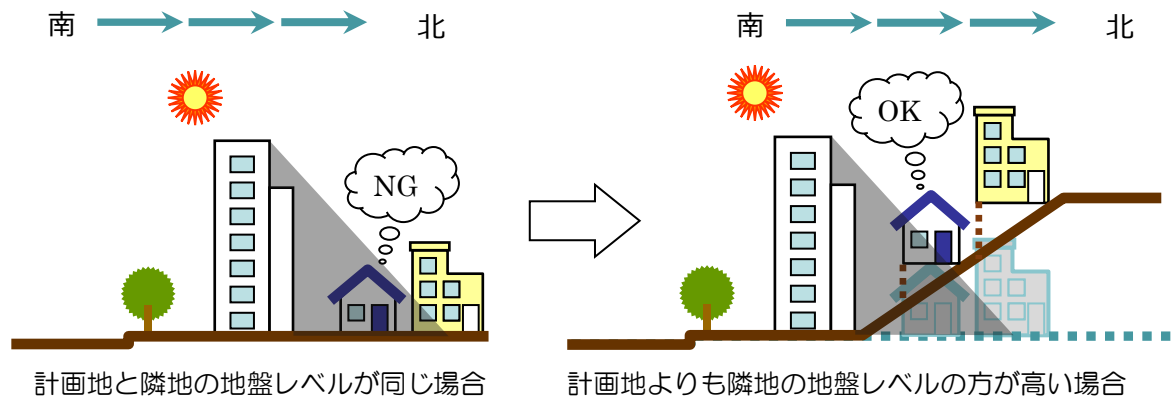 南 北
NG
計画地と隣地の地盤レベルが同じ場合
南 北
OK
計画地よりも隣地の地盤レベルの方が高い場合